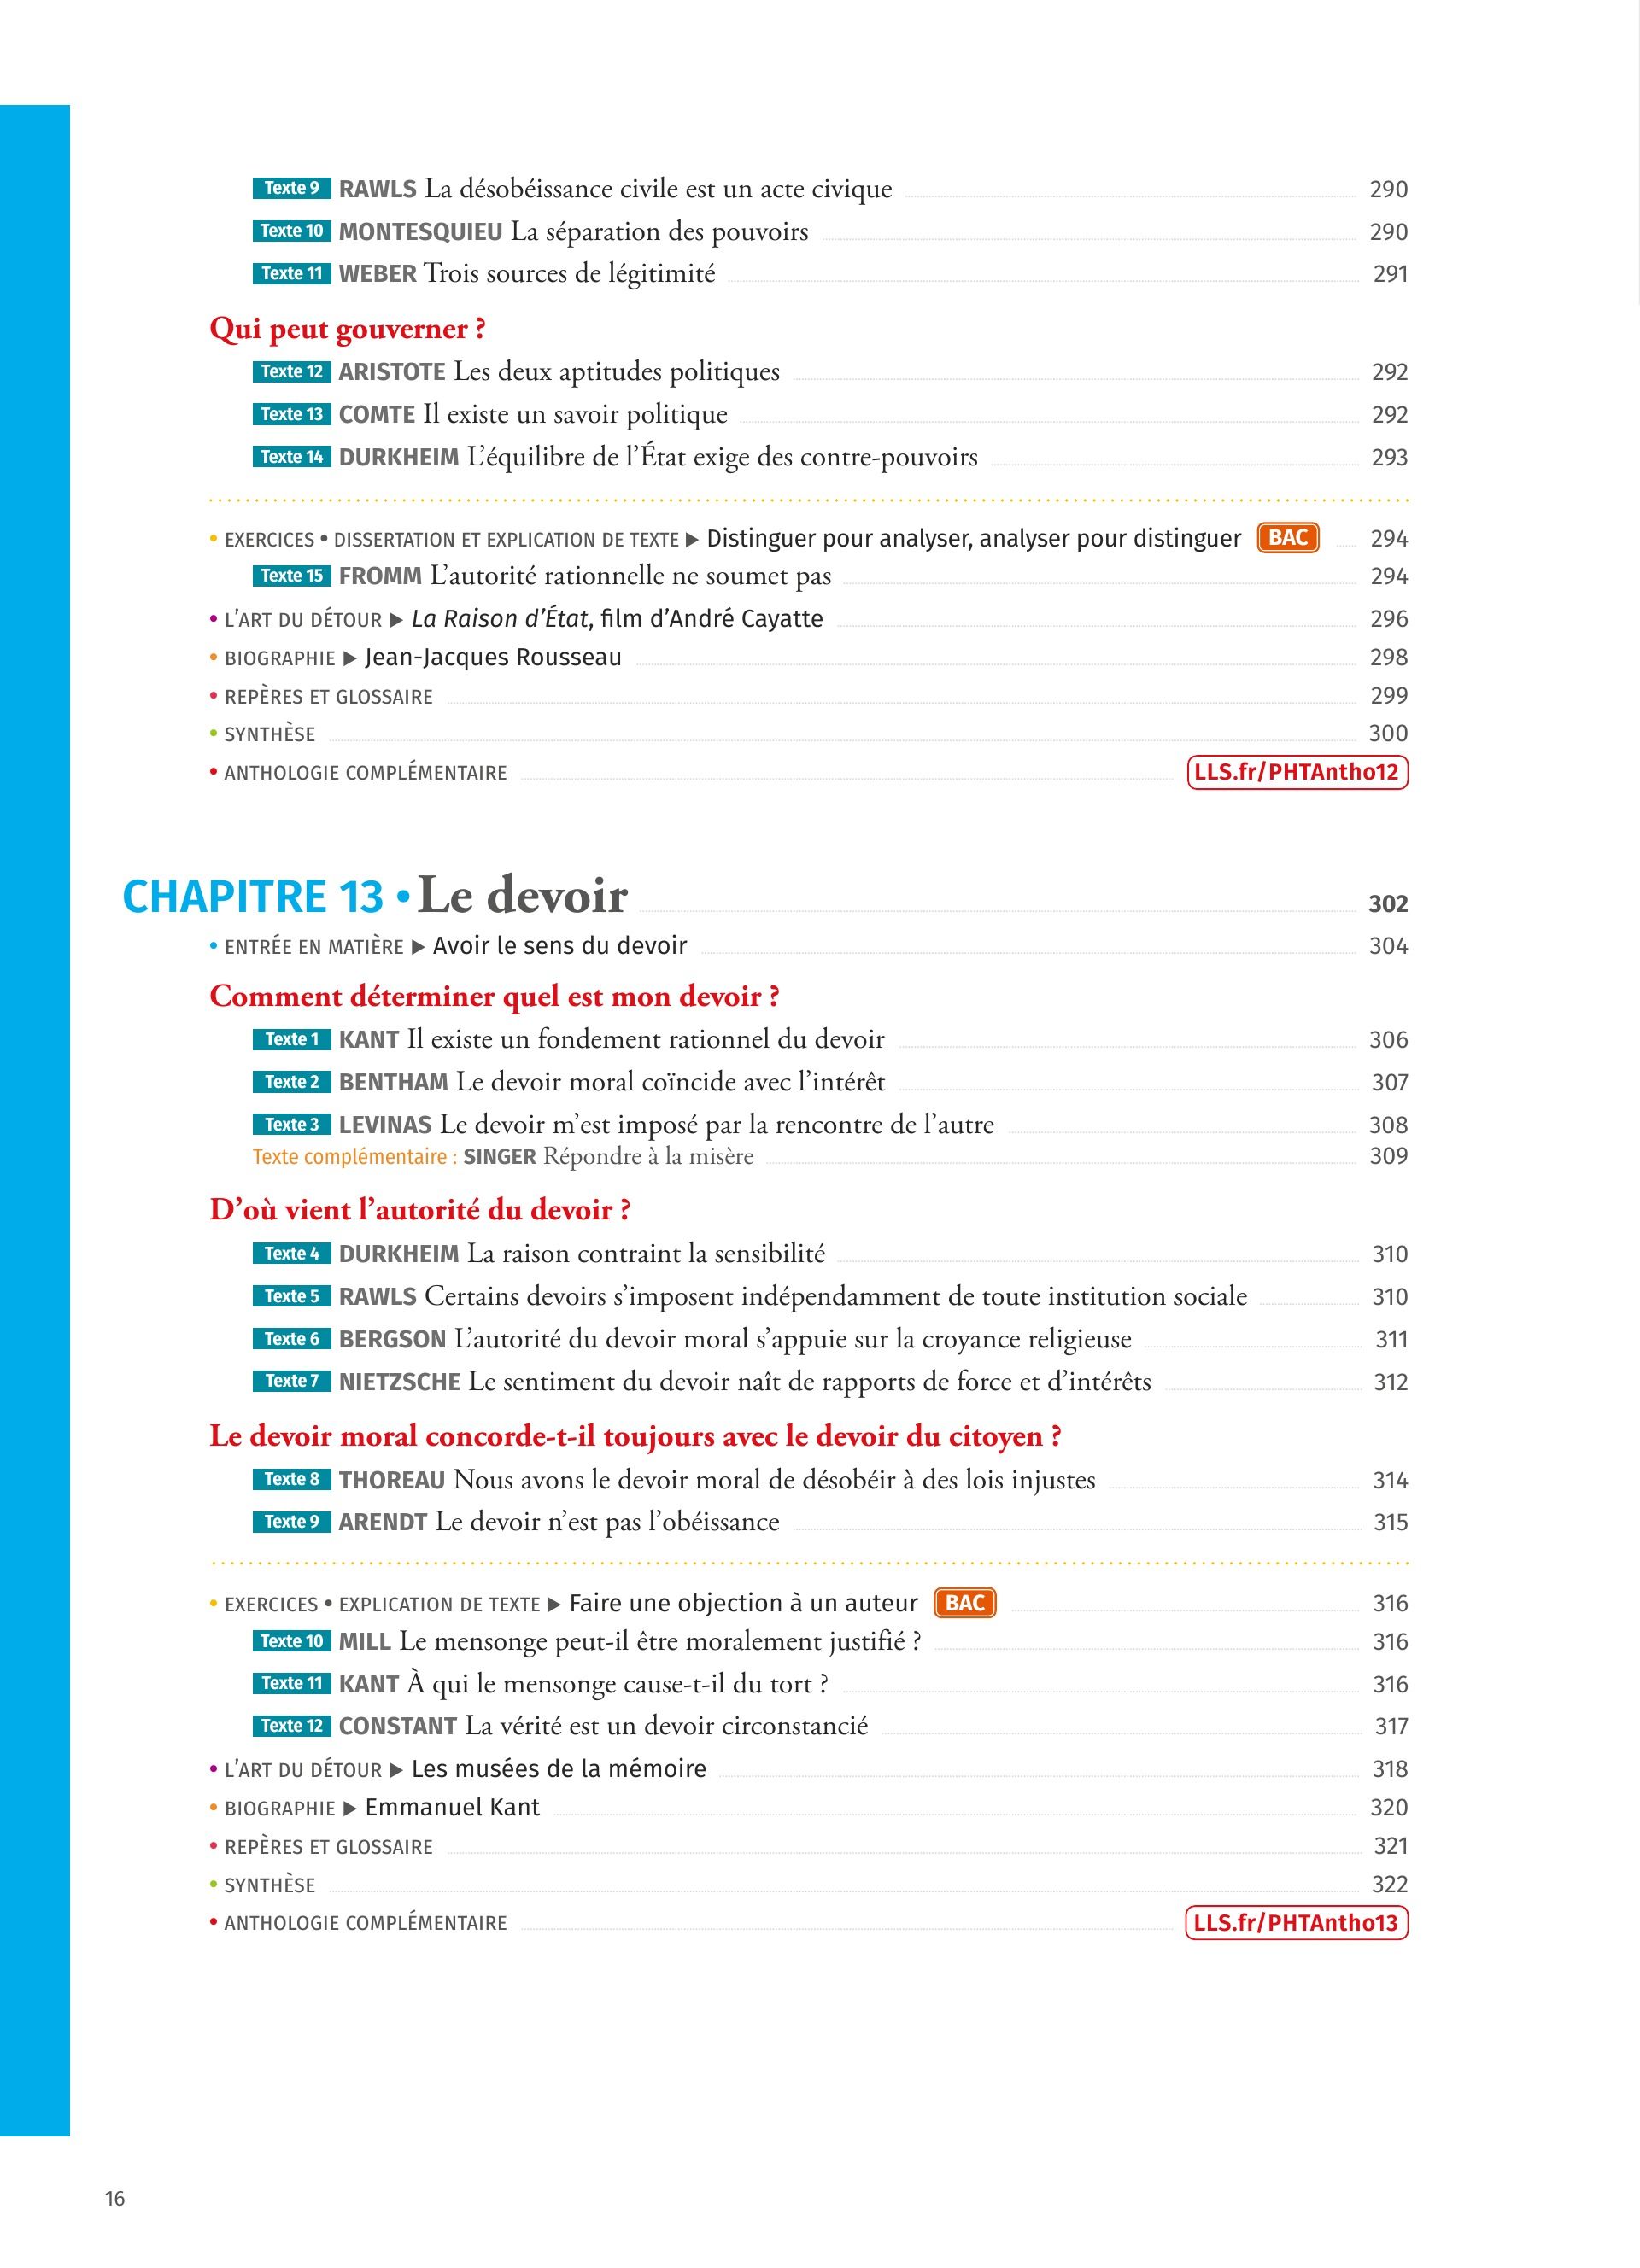 Texte 9 RAWLS La désobéissance civile est un acte civique 290
Texte 10 MONTESQUIEU La séparation des pouvoirs 290
Texte 11 WEBER Trois sources de légitimité 291
Qui peut gouverner ?
Texte 12 ARISTOTE Les deux aptitudes politiques 292
Texte 13 COMTE Il existe un savoir politique 292
Texte 14 DURKHEIM L’équilibre de l’État exige des contre-pouvoirs 293
• EXERCICES • DISSERTATION ET EXPLICATION DE TEXTE ▶ Distinguer pour analyser, analyser pour distinguer BAC 294
Texte 15 FROMM L’autorité rationnelle ne soumet pas 294
• L’ART DU DÉTOUR ▶ La Raison d’État, film d’André Cayatte 296
• BIOGRAPHIE ▶ Jean-Jacques Rousseau 298
• REPÈRES ET GLOSSAIRE 299
• SYNTHÈSE 300
• ANTHOLOGIE COMPLÉMENTAIRE LLS.fr/PHTAntho12
CHAPITRE 13 • Le devoir 302
• ENTRÉE EN MATIÈRE ▶ Avoir le sens du devoir 304
Comment déterminer quel est mon devoir ?
Texte 1 KANT Il existe un fondement rationnel du devoir 306
Texte 2 BENTHAM Le devoir moral coïncide avec l’intérêt 307
Texte 3 LEVINAS Le devoir m’est imposé par la rencontre de l’autre 308
Texte complémentaire : SINGER Répondre à la misère 309
D’où vient l’autorité du devoir ?
Texte 4 DURKHEIM La raison contraint la sensibilité 310
Texte 5 RAWLS Certains devoirs s’imposent indépendamment de toute institution sociale 310
Texte 6 BERGSON L’autorité du devoir moral s’appuie sur la croyance religieuse 311
Texte 7 NIETZSCHE Le sentiment du devoir naît de rapports de force et d’intérêts 312
Le devoir moral concorde-t-il toujours avec le devoir du citoyen ?
Texte 8 THOREAU Nous avons le devoir moral de désobéir à des lois injustes 314
Texte 9 ARENDT Le devoir n’est pas l’obéissance 315
• EXERCICES • EXPLICATION DE TEXTE ▶ Faire une objection à un auteur BAC 316
Texte 10 MILL Le mensonge peut-il être moralement justifié ? 316
Texte 11 KANT À qui le mensonge cause-t-il du tort ? 316
Texte 12 CONSTANT La vérité est un devoir circonstancié 317
• L’ART DU DÉTOUR ▶ Les musées de la mémoire 318
• BIOGRAPHIE ▶ Emmanuel Kant 320
• REPÈRES ET GLOSSAIRE 321
• SYNTHÈSE 322
• ANTHOLOGIE COMPLÉMENTAIRE LLS.fr/PHTAntho13
16